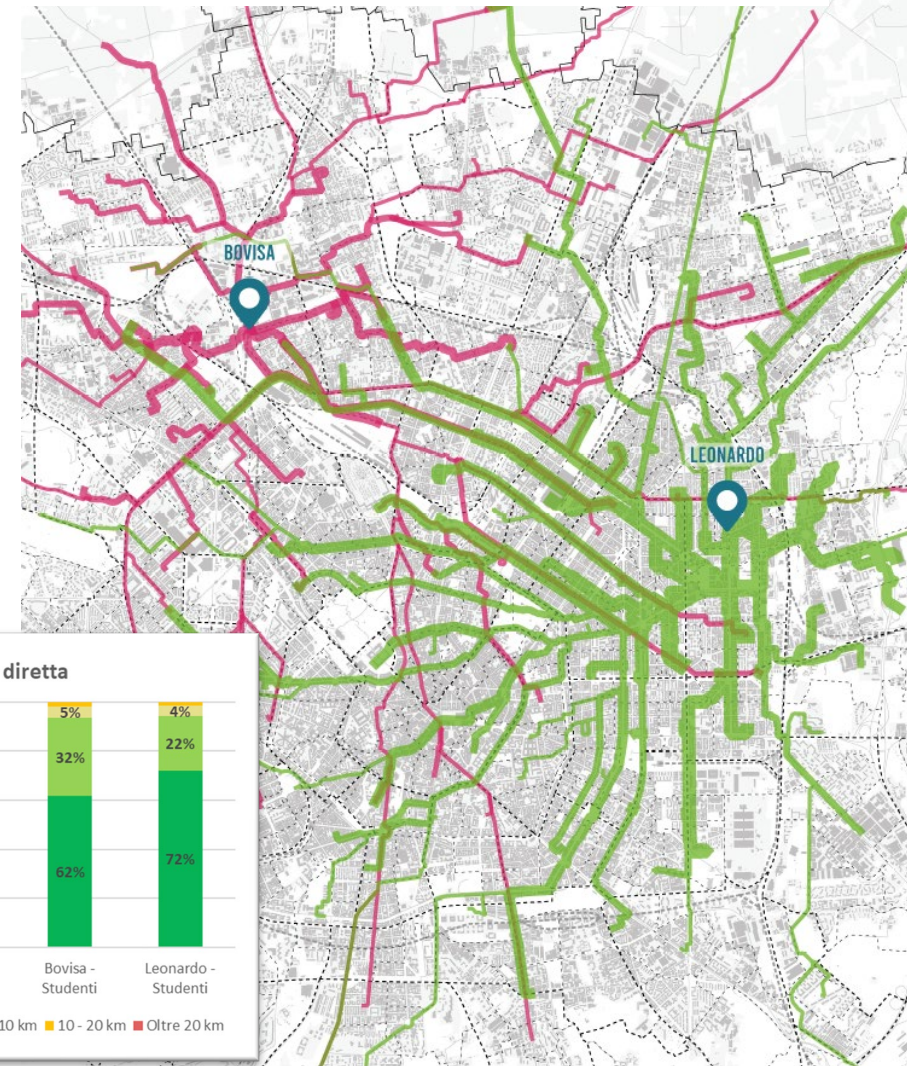 BOVISA
LEONARDO
diretta
5%
4%
32%
22%
62%
72%
Bovisa -
Studenti
Leonardo -
Studenti
10 km 10 - 20 km Oltre 20 km